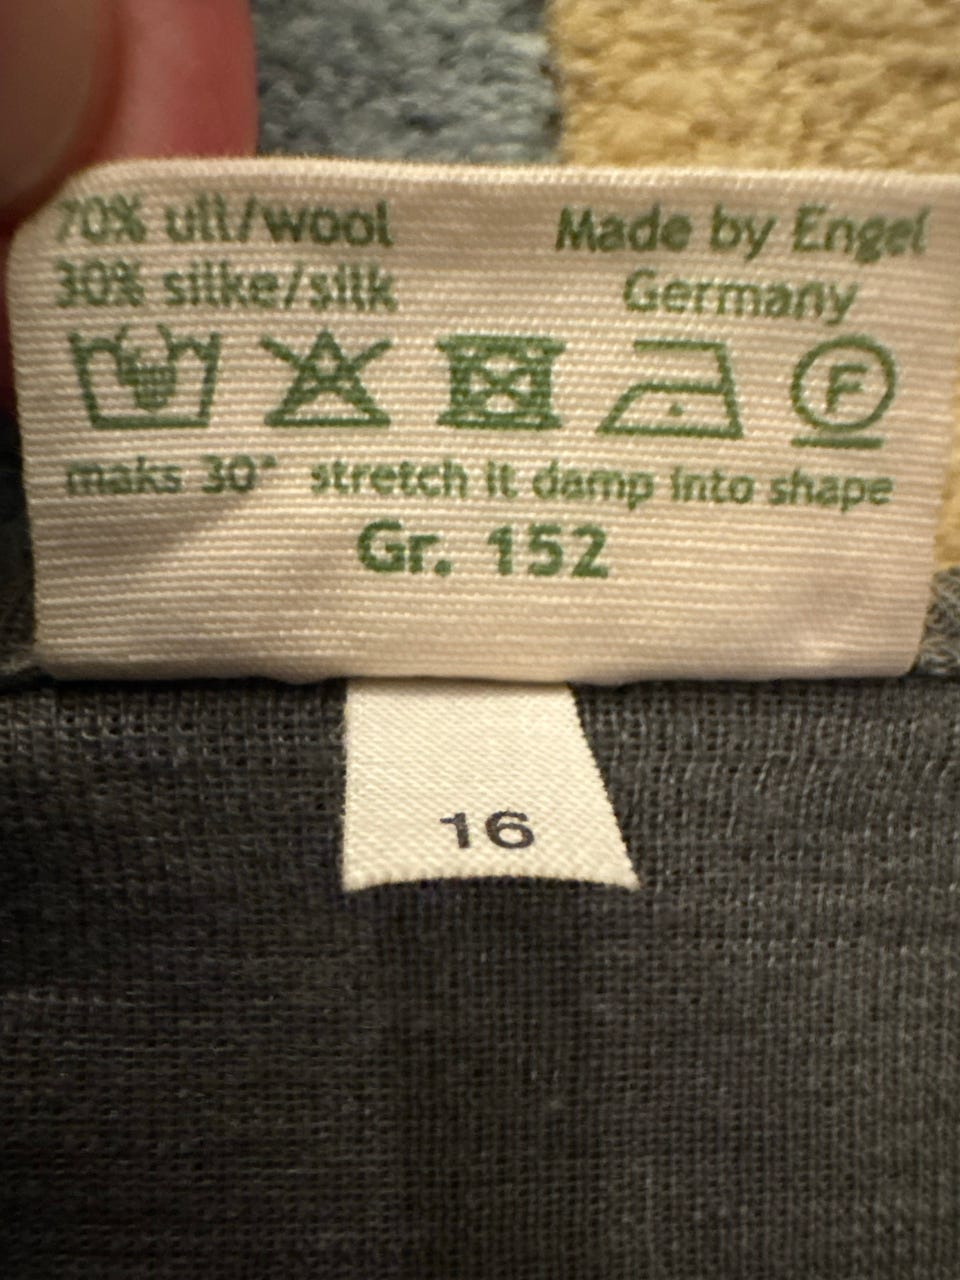 70% ull/wool
30% silke/silk
Made by Engel
Germany
F
maks 30° stretch it damp into shape
Gr. 152
16